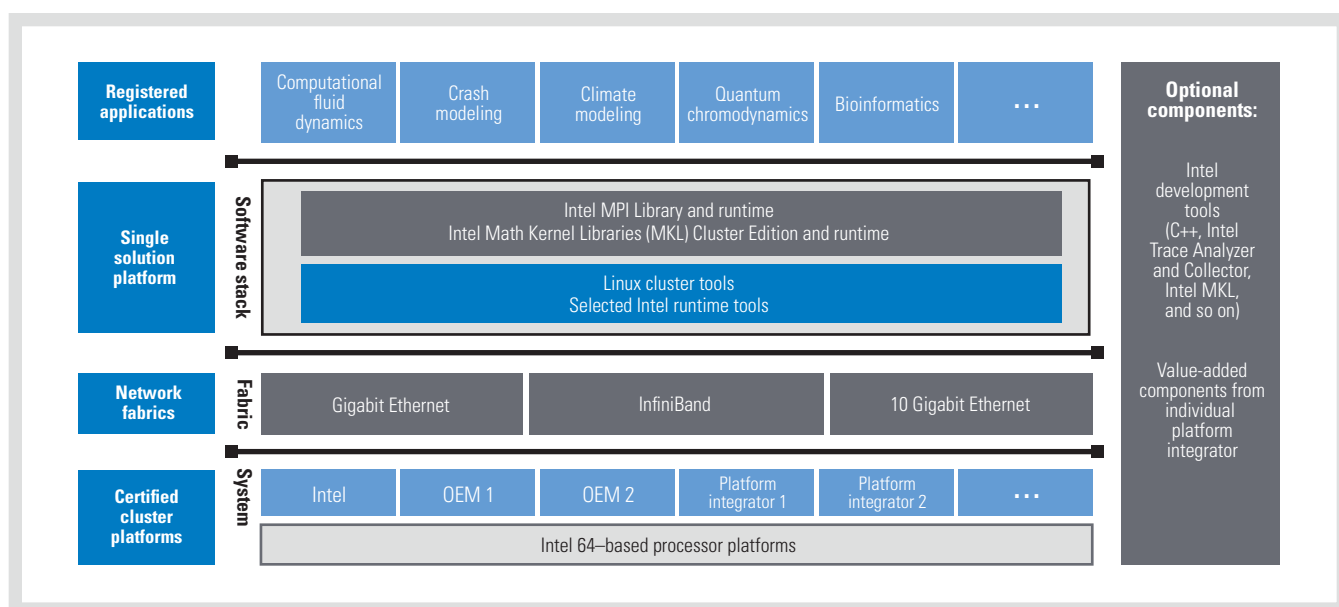 Registered
applications
Computational
fluid
dynamics
Crash
modeling
Climate
modeling
Quantum
chromodynamics
Bioinformatics
...
Single
solution
platform
Software stack
Intel MPI Library and runtime
Intel Math Kernel Libraries (MKL) Cluster Edition and runtime
Linux cluster tools
Selected Intel runtime tools
Network
fabrics
Fabric
Gigabit Ethernet
InfiniBand
10 Gigabit Ethernet
Certified
cluster
platforms
System
Intel
OEM 1
OEM 2
Platform
integrator 1
Platform
integrator 2
...
Intel 64–based processor platforms
Optional
components:
Intel
development
tools
(C++, Intel
Trace Analyzer
and Collector,
Intel MKL,
and so on)
Value-added
components from
individual
platform
integrator